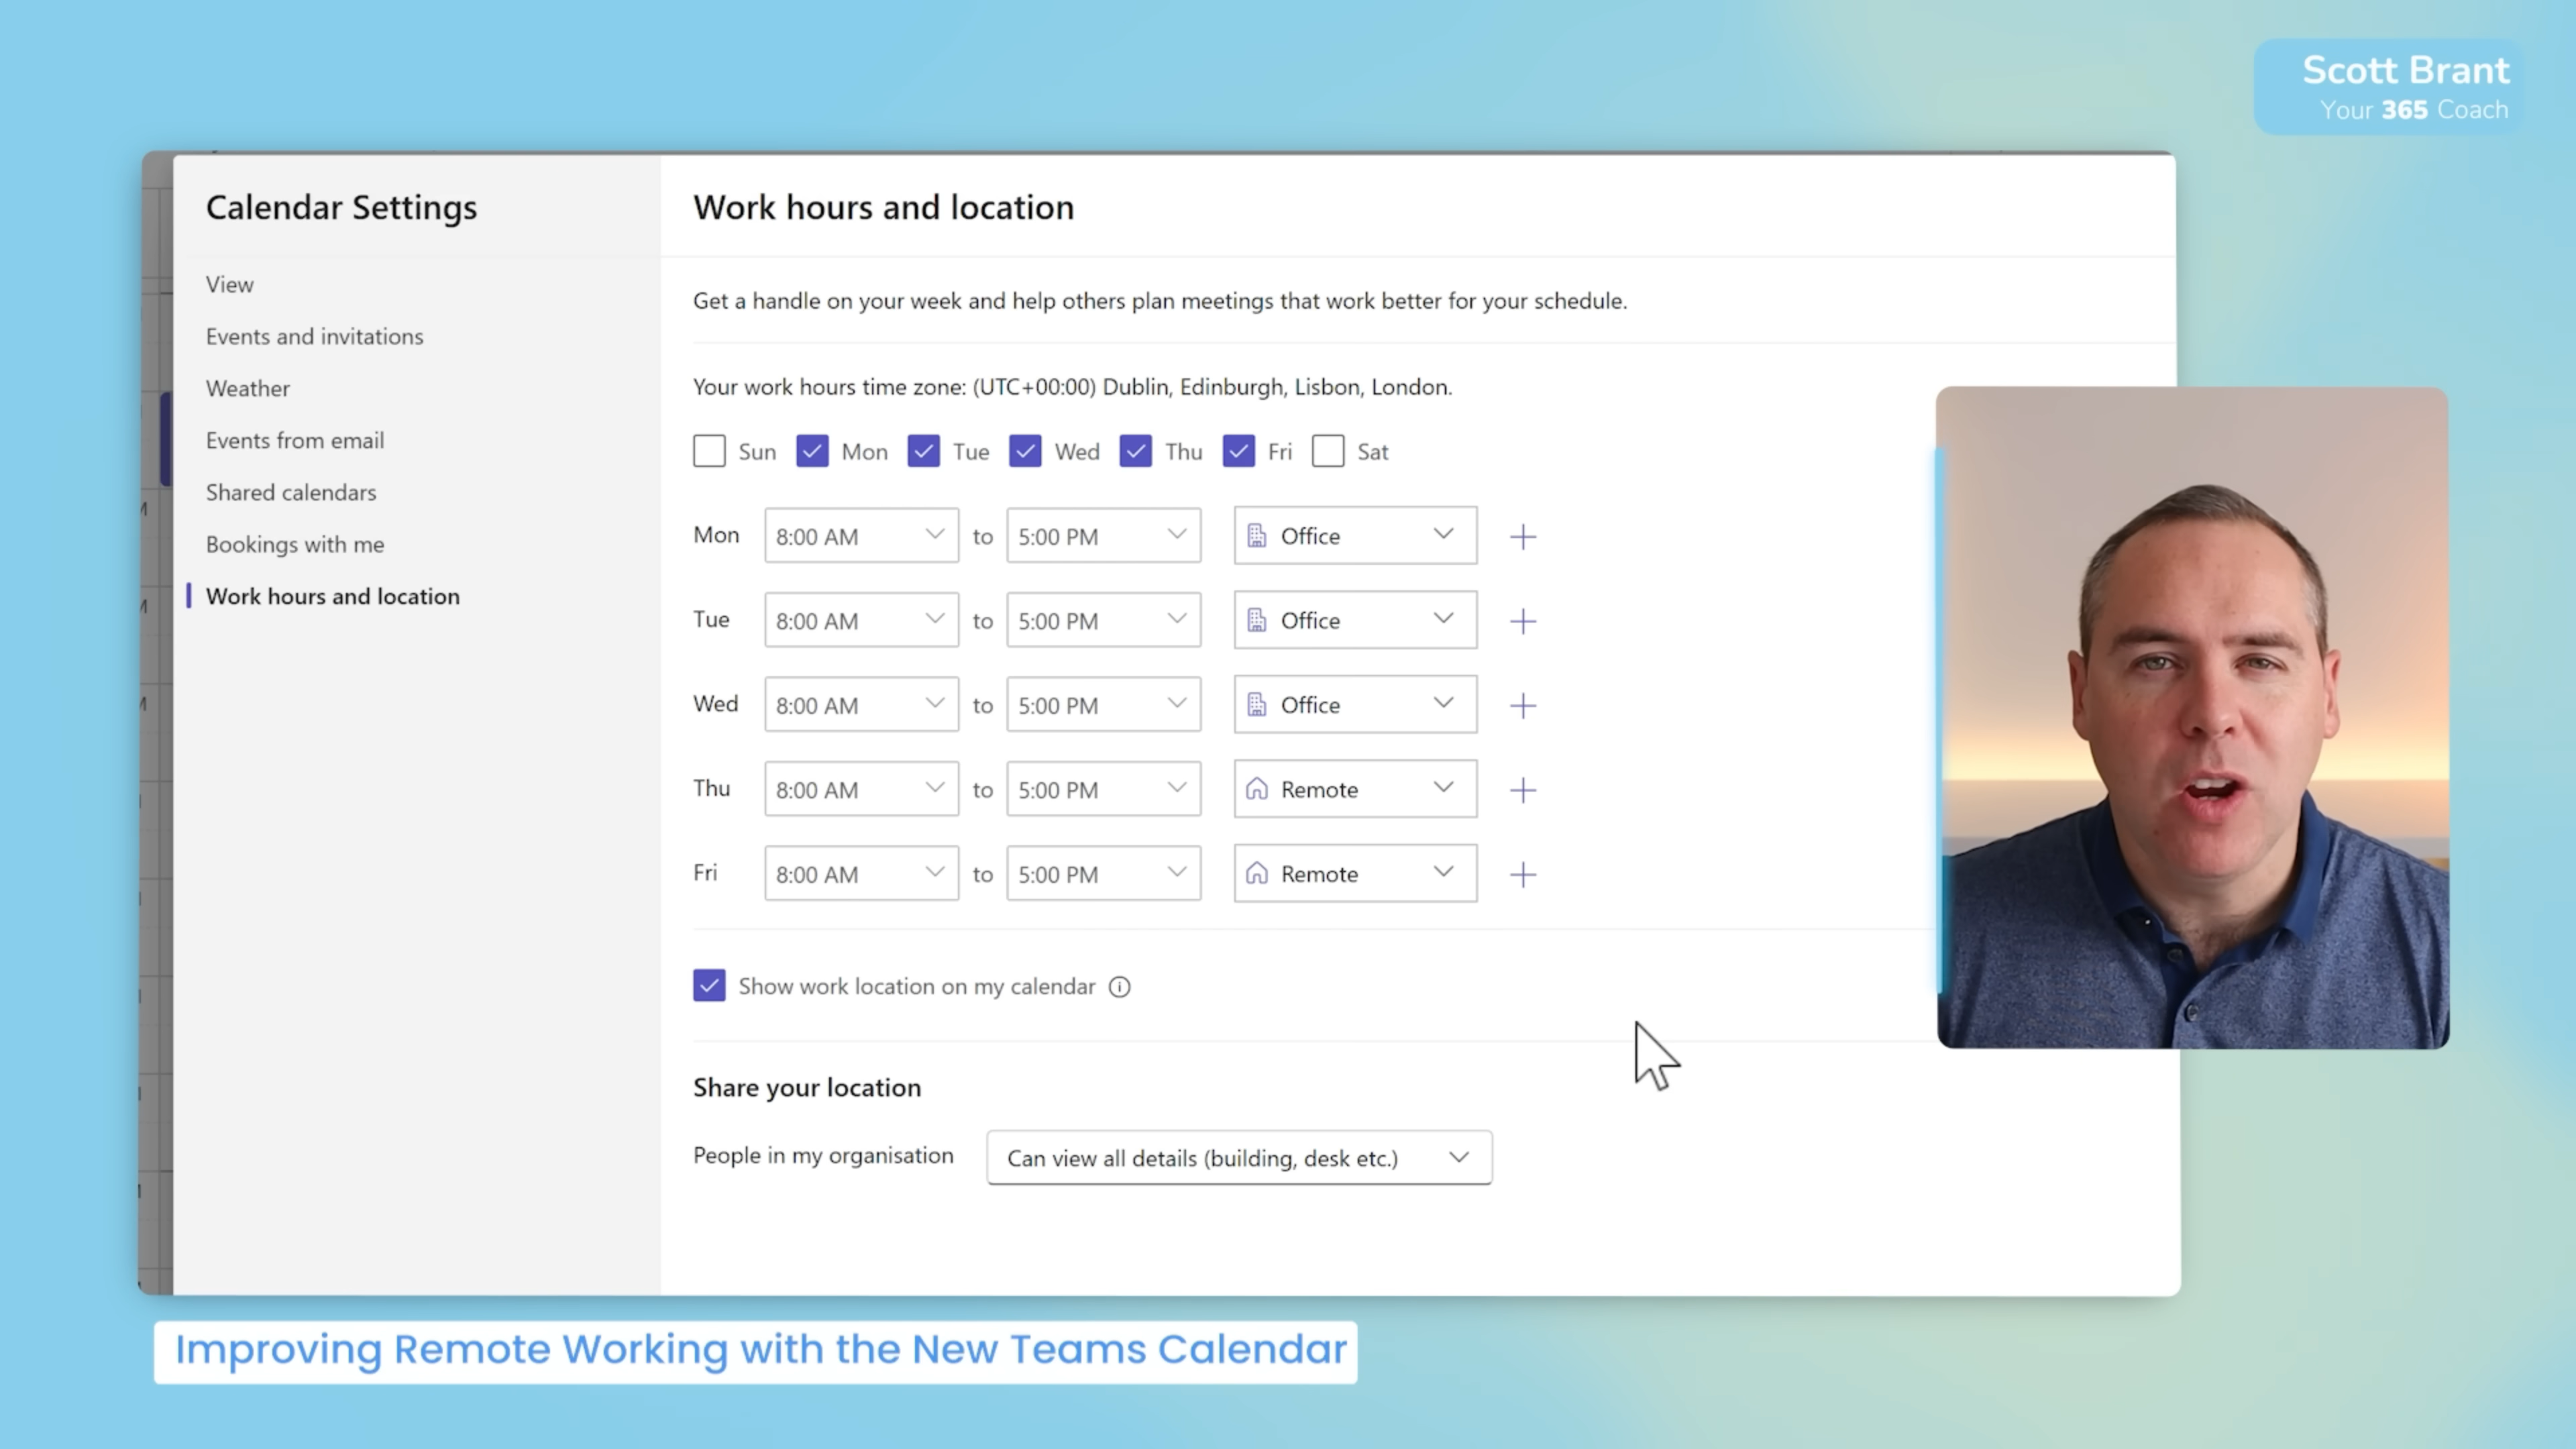 Scott Brant
Your 365 Coach
Calendar Settings
View
Events and invitations
Weather
Events from email
Shared calendars
Bookings with me
Work hours and location
Work hours and location
Get a handle on your week and help others plan meetings that work better for your schedule.
Your work hours time zone: (UTC+00:00) Dublin, Edinburgh, Lisbon, London.
Sun Mon Tue Wed Thu Fri Sat
Mon 8:00 AM to 5:00 PM Office
Tue 8:00 AM to 5:00 PM Office
Wed 8:00 AM to 5:00 PM Office
Thu 8:00 AM to 5:00 PM Remote
Fri 8:00 AM to 5:00 PM Remote
Show work location on my calendar
Share your location
People in my organisation Can view all details (building, desk etc.)
Improving Remote Working with the New Teams Calendar